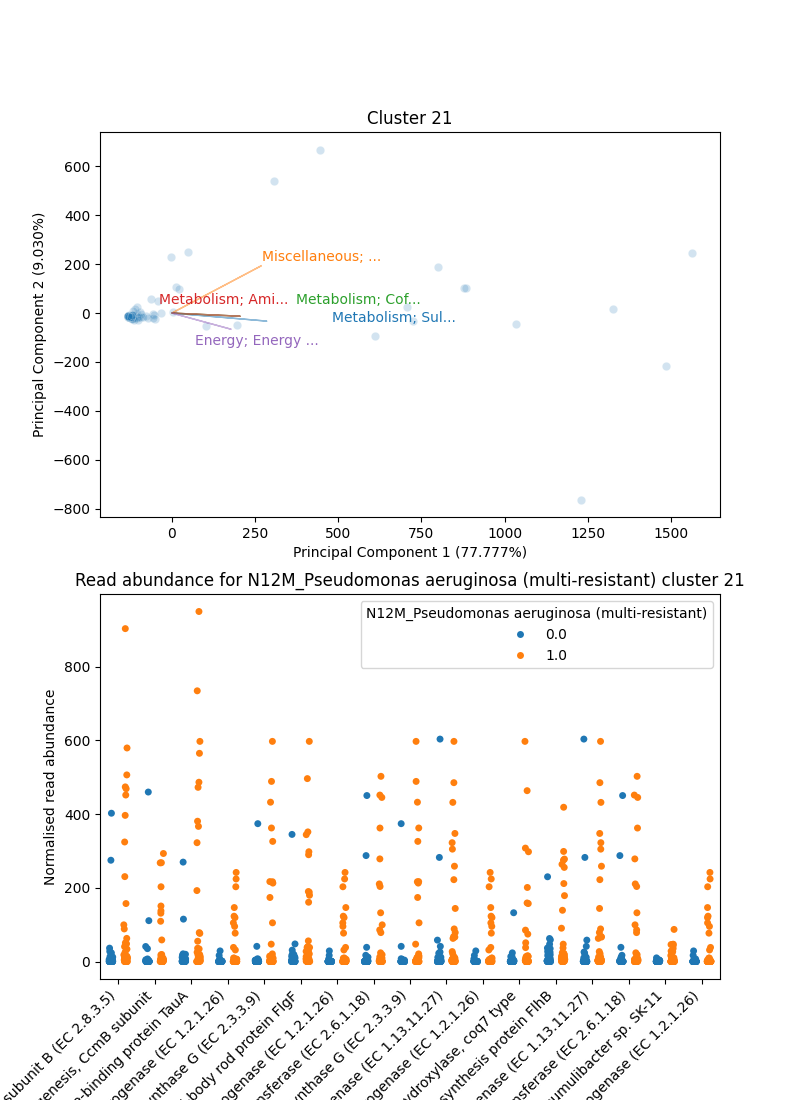 Cluster 21
Principal Component 2 (9.030%)
600
400
200
0
−200
−400
−600
−800
Miscellaneous; ...
Metabolism; Ami...
Metabolism; Cof...
Metabolism; Sul...
Energy; Energy ...
0
250
500
750
1000
1250
1500
Principal Component 1 (77.777%)
Read abundance for N12M_Pseudomonas aeruginosa (multi-resistant) cluster 21
N12M_Pseudomonas aeruginosa (multi-resistant)
0.0
1.0
Normalised read abundance
800
600
400
200
0
subunit B (EC 2.8.3.5)
genesis, CcmB subunit
-binding protein TauA
ogenase (EC 1.2.1.26)
nthase G (EC 2.3.3.9)
body rod protein FlgF
ogenase (EC 1.2.1.26)
nsferase (EC 2.6.1.18)
nthase G (EC 2.3.3.9)
enase (EC 1.13.11.27)
ogenase (EC 1.2.1.26)
ydroxylase, coq7 type
synthesis protein FlhB
enase (EC 1.13.11.27)
nsferase (EC 2.6.1.18)
umulibacter sp. SK-11
ogenase (EC 1.2.1.26)